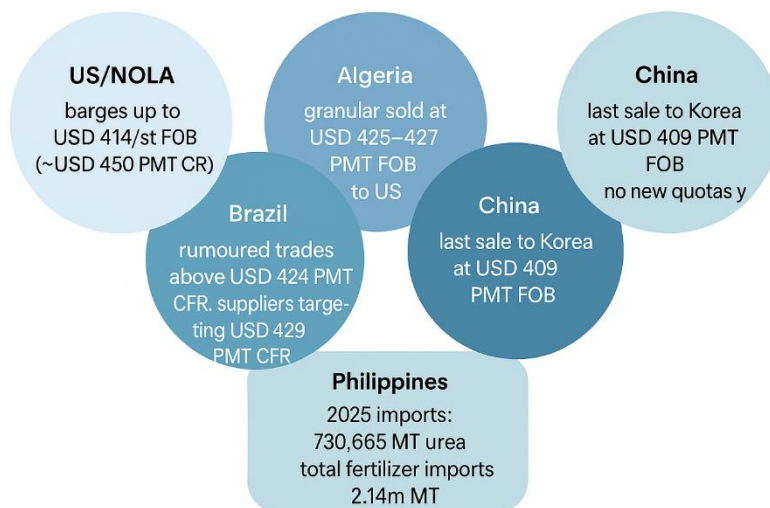 US/NOLA
barges up to
USD 414/st F0B
(~USD 450 PMT CR)
Algeria
granular sold at
USD 425–427
PMT FOB
to US
China
last sale to Korea
at USD 409 PMT
FOB
no new quotas y
Brazil
rumoured trades
above USD 424 PMT
CFR. suppliers targe-
ting USD 429
PMT CFR
China
last sale to Korea
at USD 409
PMT FOB
Philippines
2025 imports:
730,665 MT urea
total fertilizer imports
2.14m MT